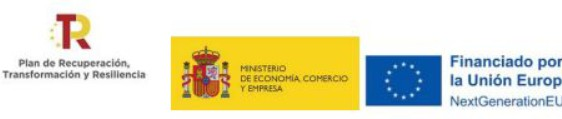 Plan de Recuperación,
Transformación y Resiliencia
MINISTERIO
DE ECONOMÍA, COMERCIO
Y EMPRESA
Financiado por
la Unión Europ
NextGenerationEU